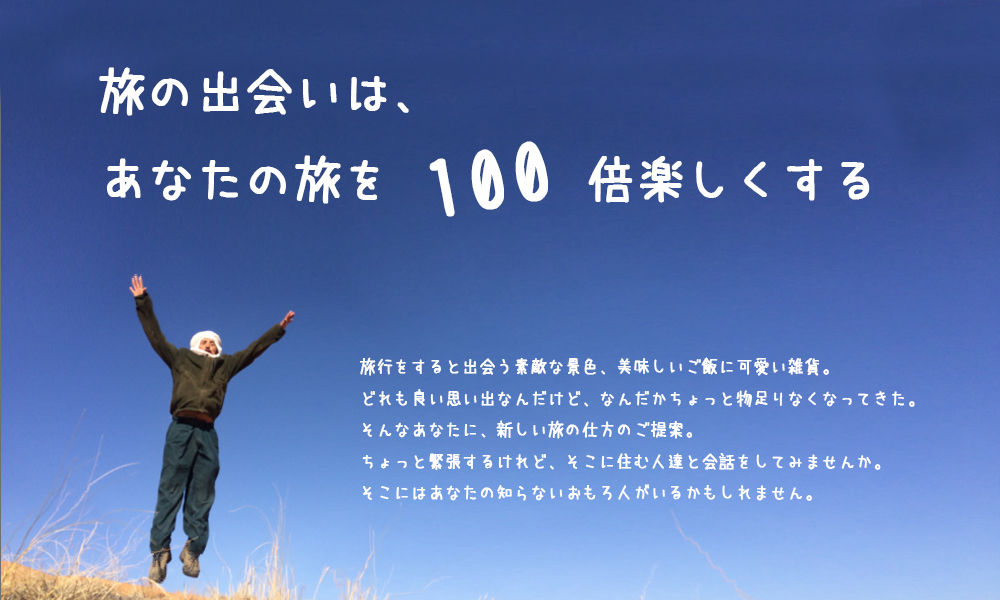 旅の出会いは、
あなたの旅を 100 倍楽しくする
旅行をすると出会う素敵な景色、美味しいご飯に可愛い雑貨。
どれも良い思い出なんだけど、なんだかちょっと物足りなくなってきた。
そんなあなたに、新しい旅の仕方のご提案。
ちょっと緊張するけれど、そこに住む人達と会話をしてみませんか。
そこにはあなたの知らないおもろ人がいるかもしれません。